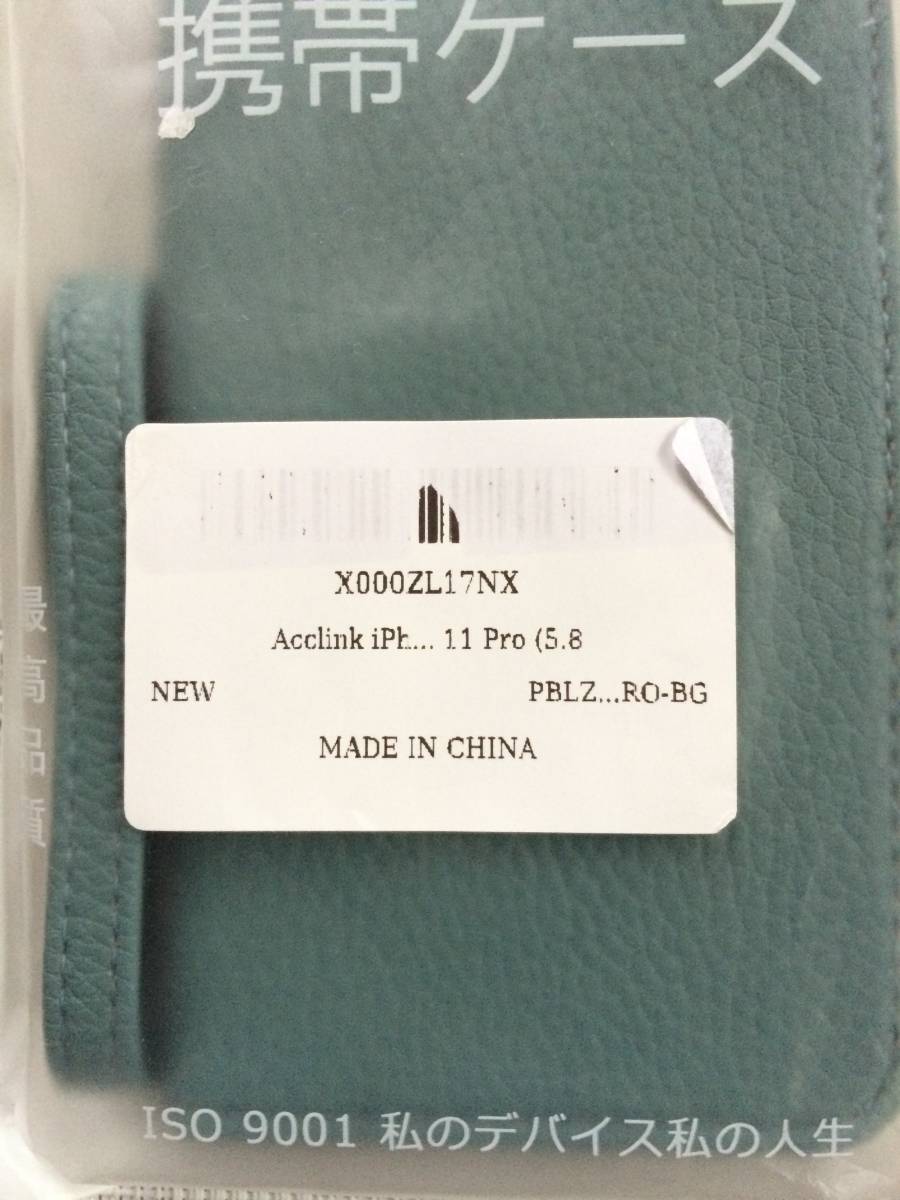 携帯ケース
X000ZL17NX
Acclink iPh... 11 Pro (5.8
NEW
PBLZ...RO-BG
MADE IN CHINA
最高品質
ISO 9001 私のデバイス私の人生